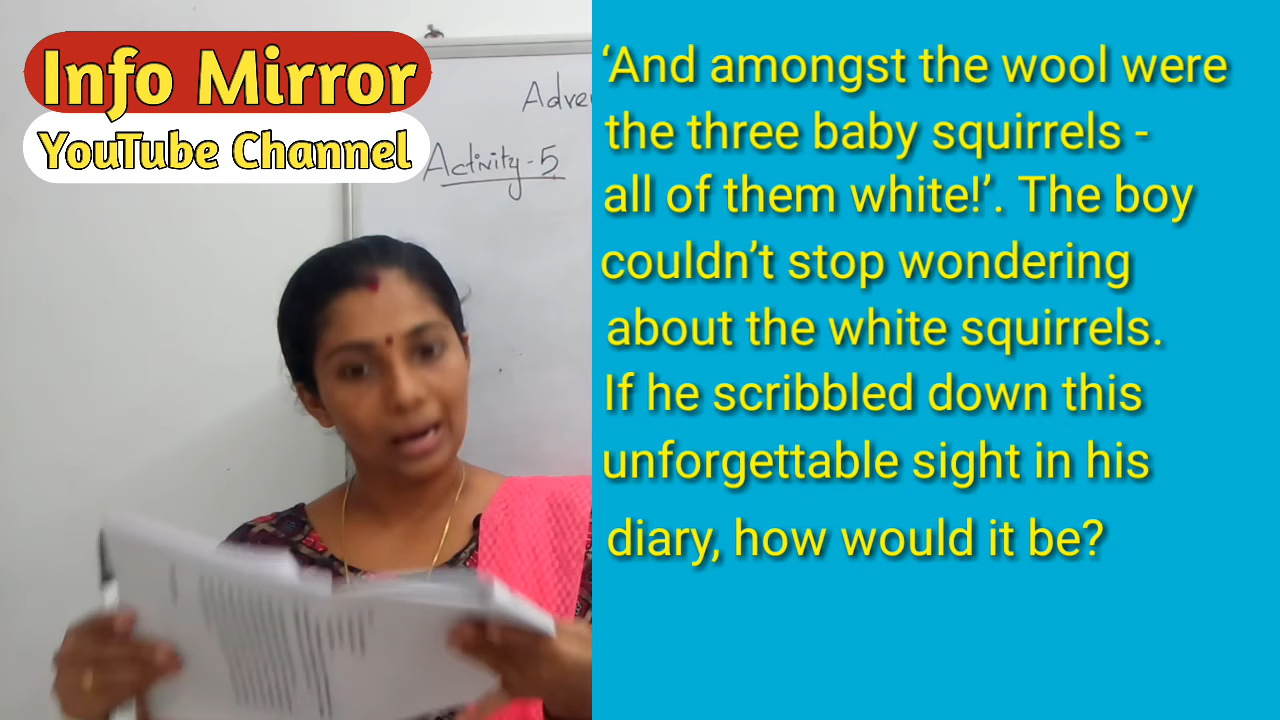 Info Mirror
YouTube Channel
Activity-5
‘And amongst the wool were
the three baby squirrels -
all of them white!’. The boy
couldn’t stop wondering
about the white squirrels.
If he scribbled down this
unforgettable sight in his
diary, how would it be?